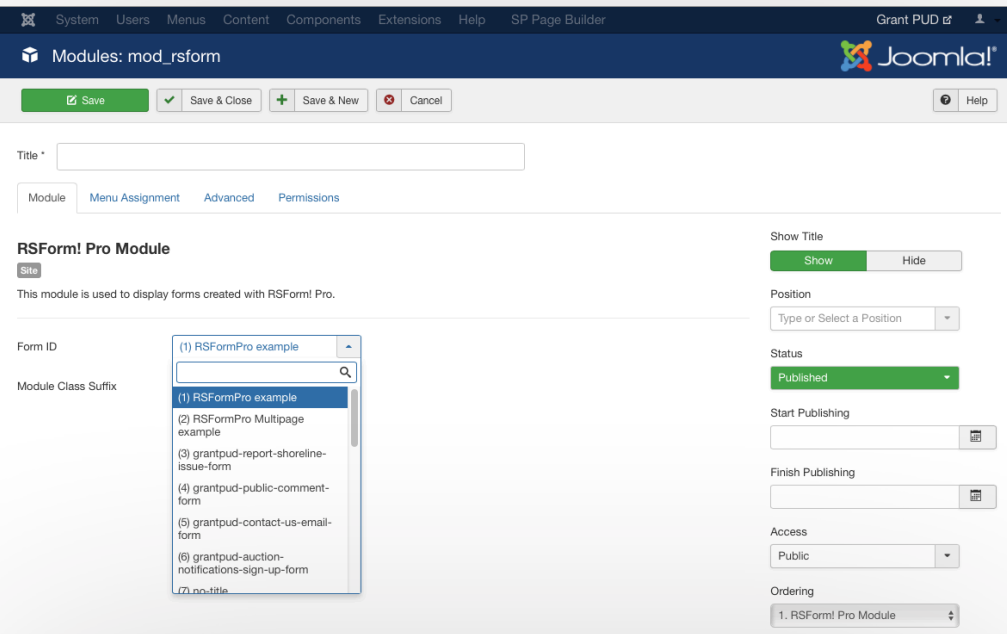 System Users Menus Content Components Extensions Help SP Page Builder Grant PUD
Modules: mod_rsform Joomla!®
Save Save & Close Save & New Cancel Help
Title *
Module Menu Assignment Advanced Permissions
RSForm! Pro Module
Site
This module is used to display forms created with RSForm! Pro.
Form ID (1) RSFormPro example
Module Class Suffix
(1) RSFormPro example
(2) RSFormPro Multipage
example
(3) grantpud-report-shoreline-
issue-form
(4) grantpud-public-comment-
form
(5) grantpud-contact-us-email-
form
(6) grantpud-auction-
notifications-sign-up-form
(7) no-title
Show Title
Show Hide
Position
Type or Select a Position
Status
Published
Start Publishing
Finish Publishing
Access
Public
Ordering
1. RSForm! Pro Module